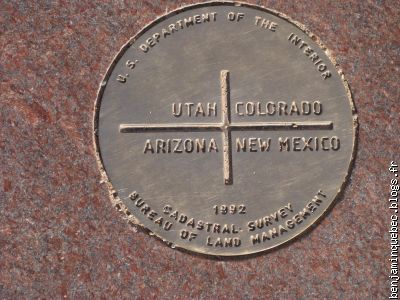 U. S. DEPARTMENT OF THE INTERIOR
UTAH COLORADO
ARIZONA NEW MEXICO
1992
CADASTRAL SURVEY
BUREAU OF LAND MANAGEMENT
benjaminquebec.blogs.fr